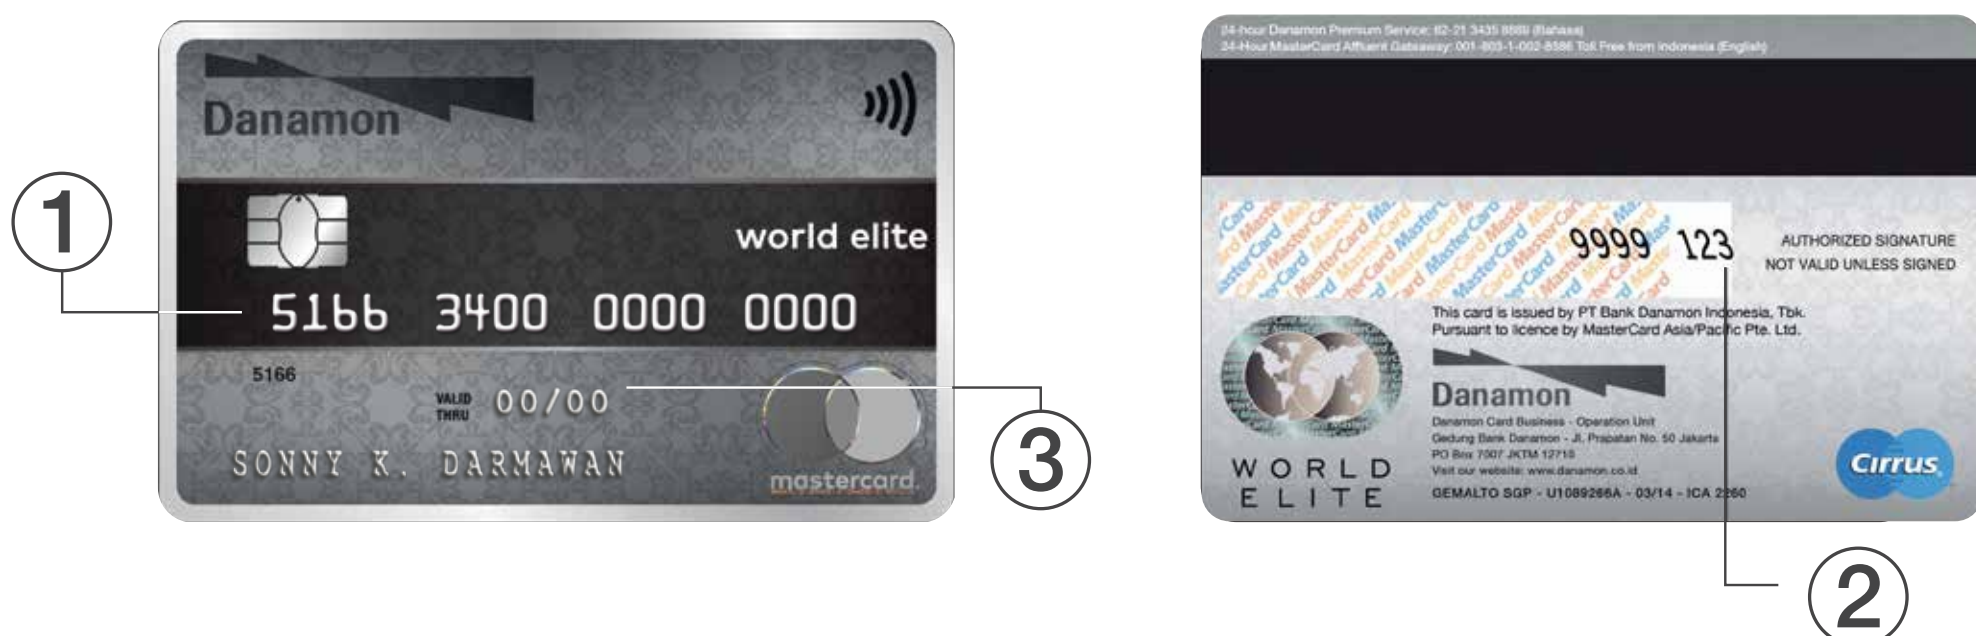 1
Danamon
world elite
5166 3400 0000 0000
5166
VALID THRU 00/00
SONNY K. DARMAWAN
mastercard.
3
24-hour Danamon Premium Service: 62-21 3435 8888 (Bahasa)
24-Hour MasterCard Affluent Gateaway: 001-803-1-002-8586 Toll Free from Indonesia (English)
9999 123
AUTHORIZED SIGNATURE
NOT VALID UNLESS SIGNED
This card is issued by PT Bank Danamon Indonesia, Tbk.
Pursuant to licence by MasterCard Asia/Pacific Pte. Ltd.
Danamon
Danamon Card Business - Operation Unit
Gedung Bank Danamon - Jl. Prapatan No. 50 Jakarta
PO Box 7007 JKTM 12710
Visit our website: www.danamon.co.id
GEMALTO SGP - U1089266A - 03/14 - ICA 2260
WORLD
ELITE
Cirrus
2